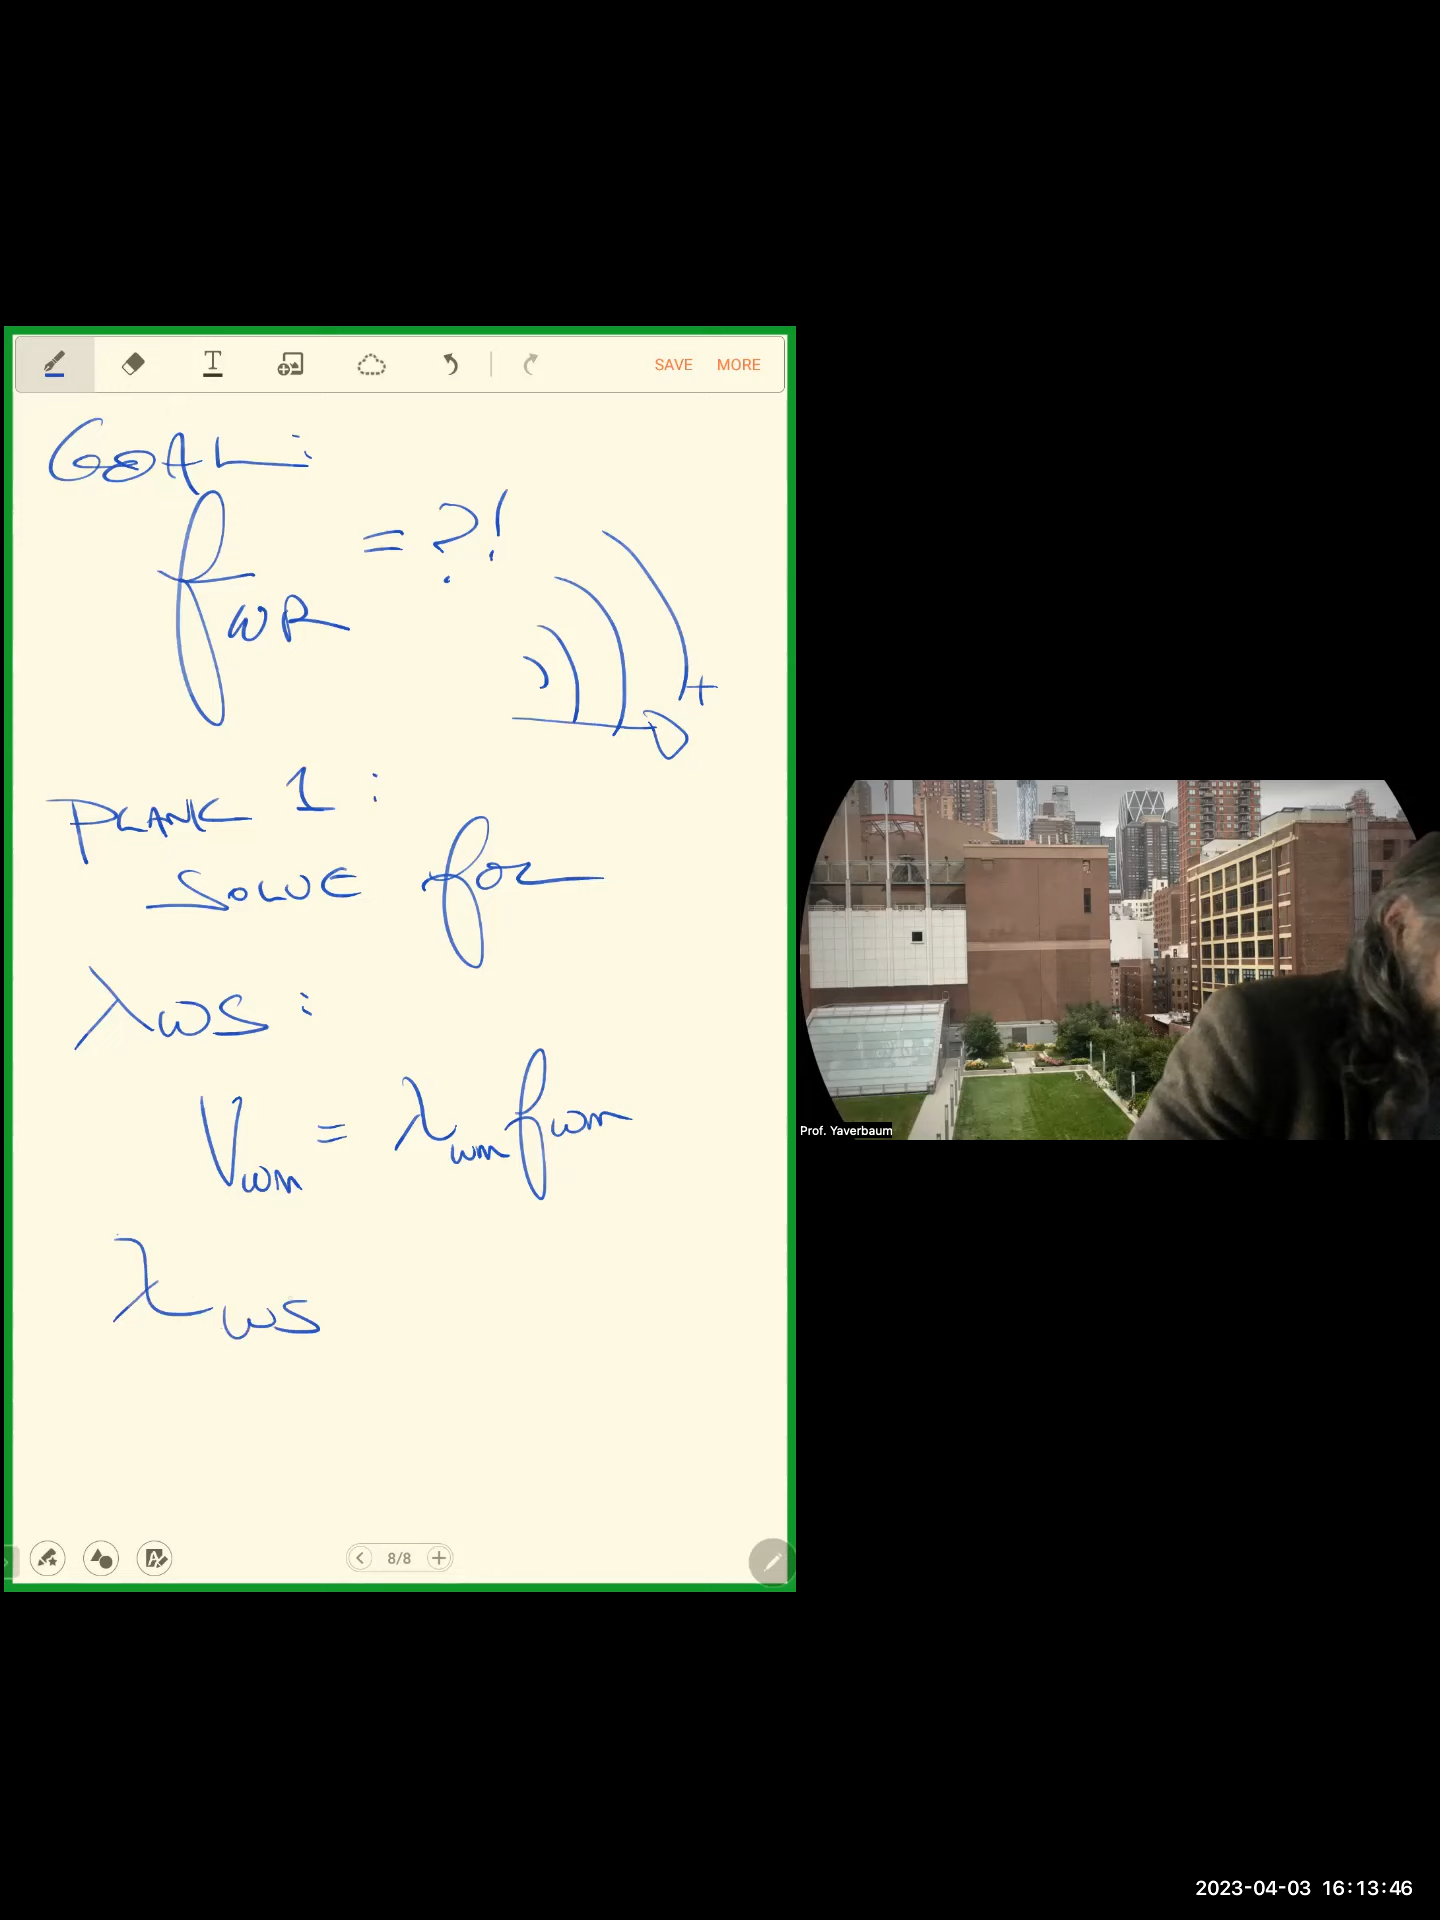 SAVE MORE
GOAL:
f WR = ?!
+
PLANK 1:
SOLVE for
λWS:
Vwm = λwm fwm
λWS
Prof. Yaverbaum
8/8
2023-04-03 16:13:46